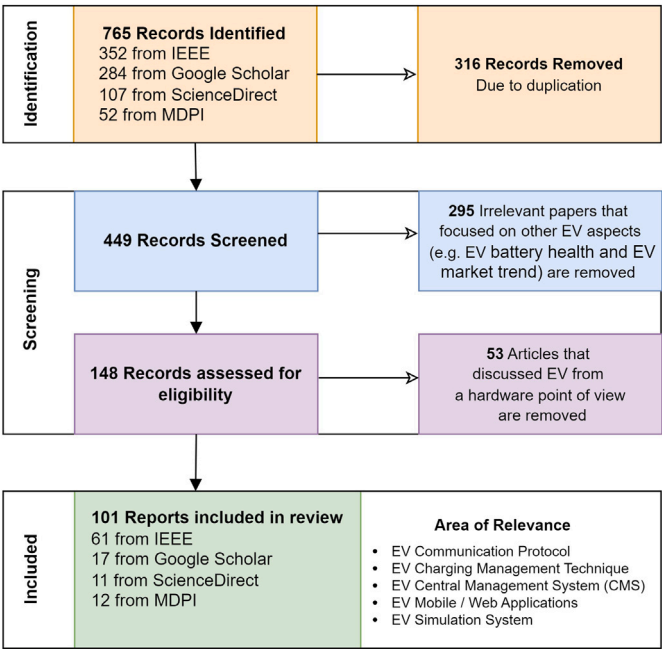 Identification
765 Records Identified
352 from IEEE
284 from Google Scholar
107 from ScienceDirect
52 from MDPI
316 Records Removed
Due to duplication
Screening
449 Records Screened
295 Irrelevant papers that
focused on other EV aspects
(e.g. EV battery health and EV
market trend) are removed
148 Records assessed for
eligibility
53 Articles that
discussed EV from
a hardware point of view
are removed
Included
101 Reports included in review
61 from IEEE
17 from Google Scholar
11 from ScienceDirect
12 from MDPI
Area of Relevance
• EV Communication Protocol
• EV Charging Management Technique
• EV Central Management System (CMS)
• EV Mobile / Web Applications
• EV Simulation System